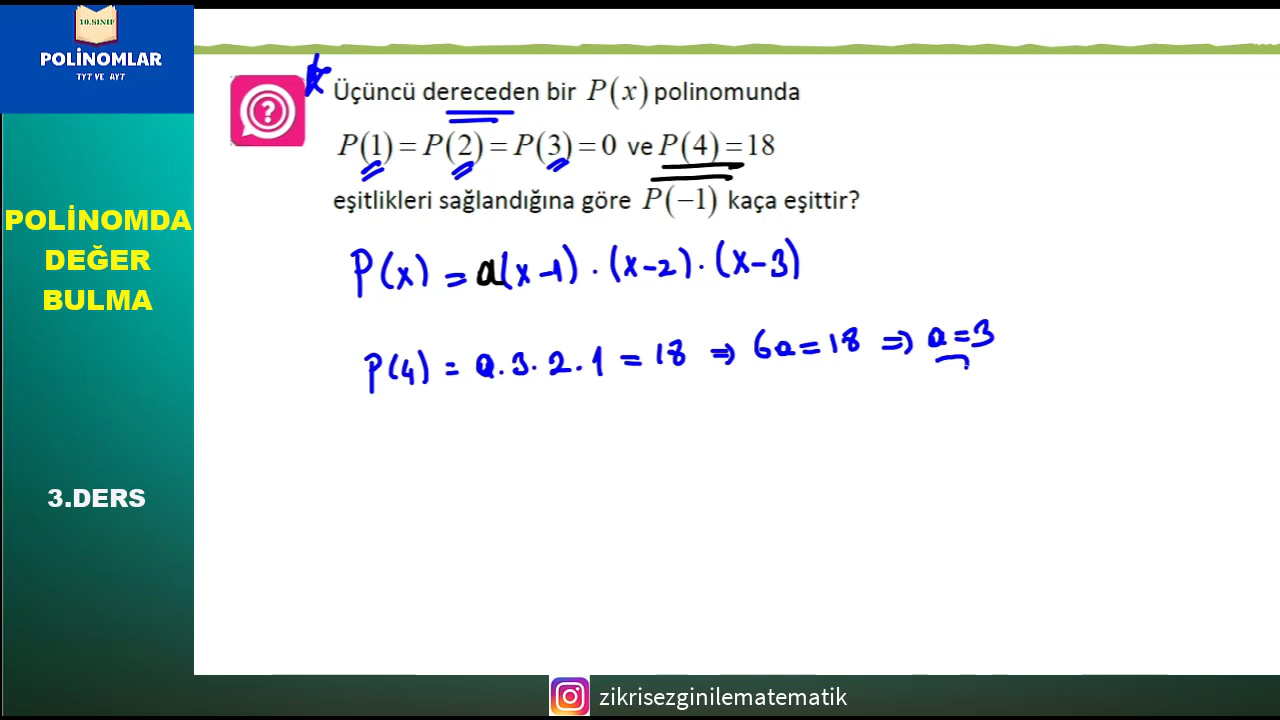 10.SINIF
POLİNOMLAR
TYT VE AYT
POLİNOMDA
DEĞER
BULMA
3.DERS
Üçüncü dereceden bir P(x) polinomunda
P(1) = P(2) = P(3) = 0 ve P(4) = 18
eşitlikleri sağlandığına göre P(−1) kaça eşittir?
P(x) = a(x-1) . (x-2) . (x-3)
P(4) = a. 3. 2. 1 = 18 ⇒ 6a = 18 ⇒ a = 3
zikrisezginilematematik